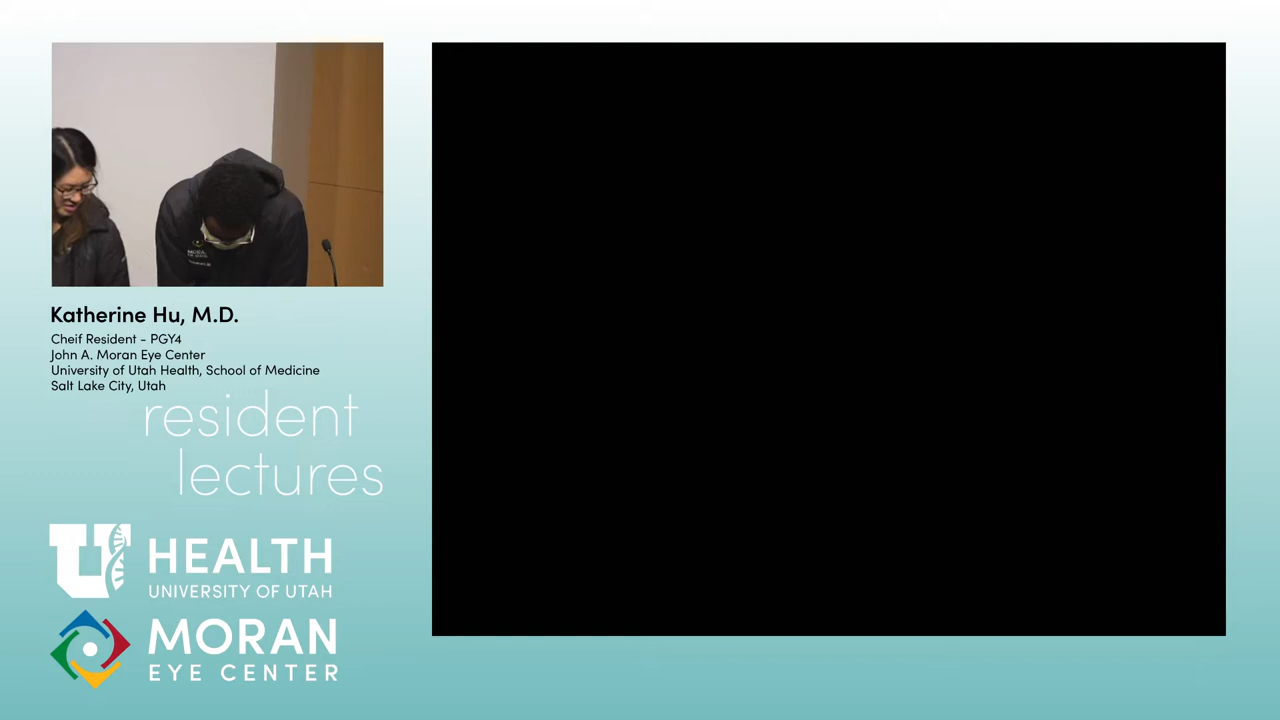 Katherine Hu, M.D.
Cheif Resident - PGY4
John A. Moran Eye Center
University of Utah Health, School of Medicine
Salt Lake City, Utah
resident
lectures
U HEALTH
UNIVERSITY OF UTAH
MORAN
EYE CENTER